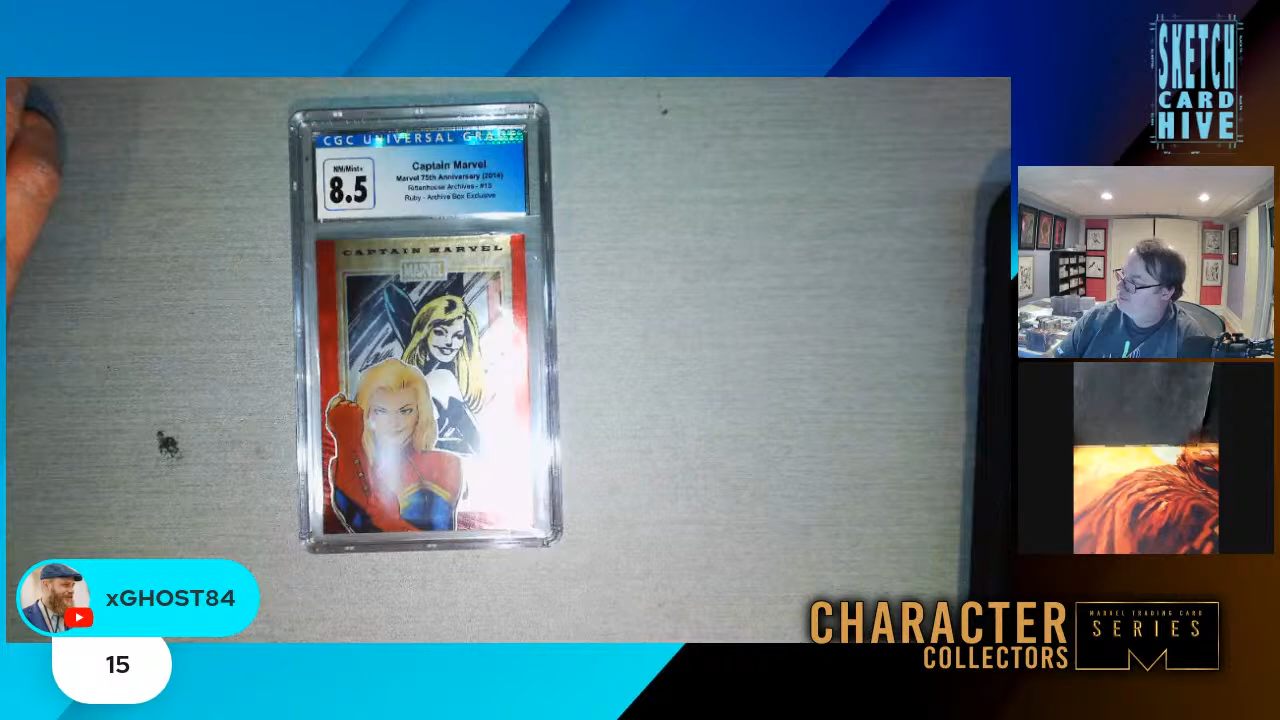 SKETCH
CARD
HIVE
CGC UNIVERSAL GRADE
NM/Mint+
8.5
Captain Marvel
Marvel 75th Anniversary (2014)
Rittenhouse Archives - #13
Ruby - Archive Box Exclusive
CAPTAIN MARVEL
MARVEL
xGHOST84
15
CHARACTER
COLLECTORS
MARVEL TRADING CARD
SERIES